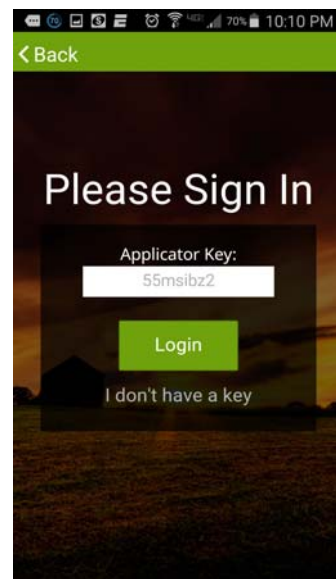 70% 10:10 PM
Back
Please Sign In
Applicator Key:
55msibz2
Login
I don't have a key